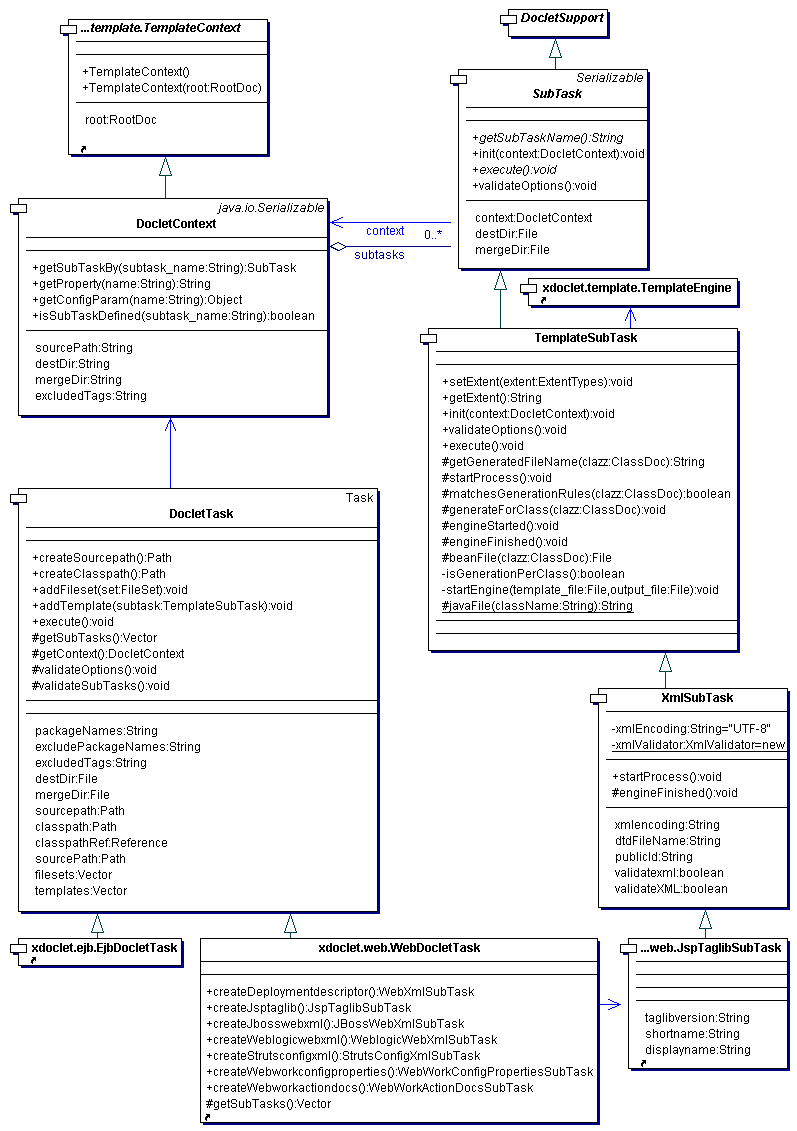 ...template.TemplateContext
+TemplateContext()
+TemplateContext(root:RootDoc)
root:RootDoc
DocletSupport
Serializable
SubTask
+getSubTaskName():String
+init(context:DocletContext):void
+execute():void
+validateOptions():void
context:DocletContext
destDir:File
mergeDir:File
java.io.Serializable
DocletContext
+getSubTaskBy(subtask_name:String):SubTask
+getProperty(name:String):String
+getConfigParam(name:String):Object
+isSubTaskDefined(subtask_name:String):boolean
sourcePath:String
destDir:String
mergeDir:String
excludedTags:String
context
0..*
subtasks
xdoclet.template.TemplateEngine
TemplateSubTask
+setExtent(extent:ExtentTypes):void
+getExtent():String
+init(context:DocletContext):void
+validateOptions():void
+execute():void
#getGeneratedFileName(clazz:ClassDoc):String
#startProcess():void
#matchesGenerationRules(clazz:ClassDoc):boolean
#generateForClass(clazz:ClassDoc):void
#engineStarted():void
#engineFinished():void
#beanFile(clazz:ClassDoc):File
-isGenerationPerClass():boolean
-startEngine(template_file:File,output_file:File):void
#javaFile(className:String):String
Task
DocletTask
+createSourcepath():Path
+createClasspath():Path
+addFileset(set:FileSet):void
+addTemplate(subtask:TemplateSubTask):void
+execute():void
#getSubTasks():Vector
#getContext():DocletContext
#validateOptions():void
#validateSubTasks():void
packageNames:String
excludePackageNames:String
excludedTags:String
destDir:File
mergeDir:File
sourcepath:Path
classpath:Path
classpathRef:Reference
sourcePath:Path
filesets:Vector
templates:Vector
XmlSubTask
-xmlEncoding:String="UTF-8"
-xmlValidator:XmlValidator=new
+startProcess():void
#engineFinished():void
xmlencoding:String
dtdFileName:String
publicId:String
validatexml:boolean
validateXML:boolean
xdoclet.ejb.EjbDocletTask
xdoclet.web.WebDocletTask
+createDeploymentdescriptor():WebXmlSubTask
+createJsptaglib():JspTaglibSubTask
+createJbosswebxml():JBossWebXmlSubTask
+createWeblogicwebxml():WeblogicWebXmlSubTask
+createStrutsconfigxml():StrutsConfigXmlSubTask
+createWebworkconfigproperties():WebWorkConfigPropertiesSubTask
+createWebworkactiondocs():WebWorkActionDocsSubTask
#getSubTasks():Vector
...web.JspTaglibSubTask
taglibversion:String
shortname:String
displayname:String